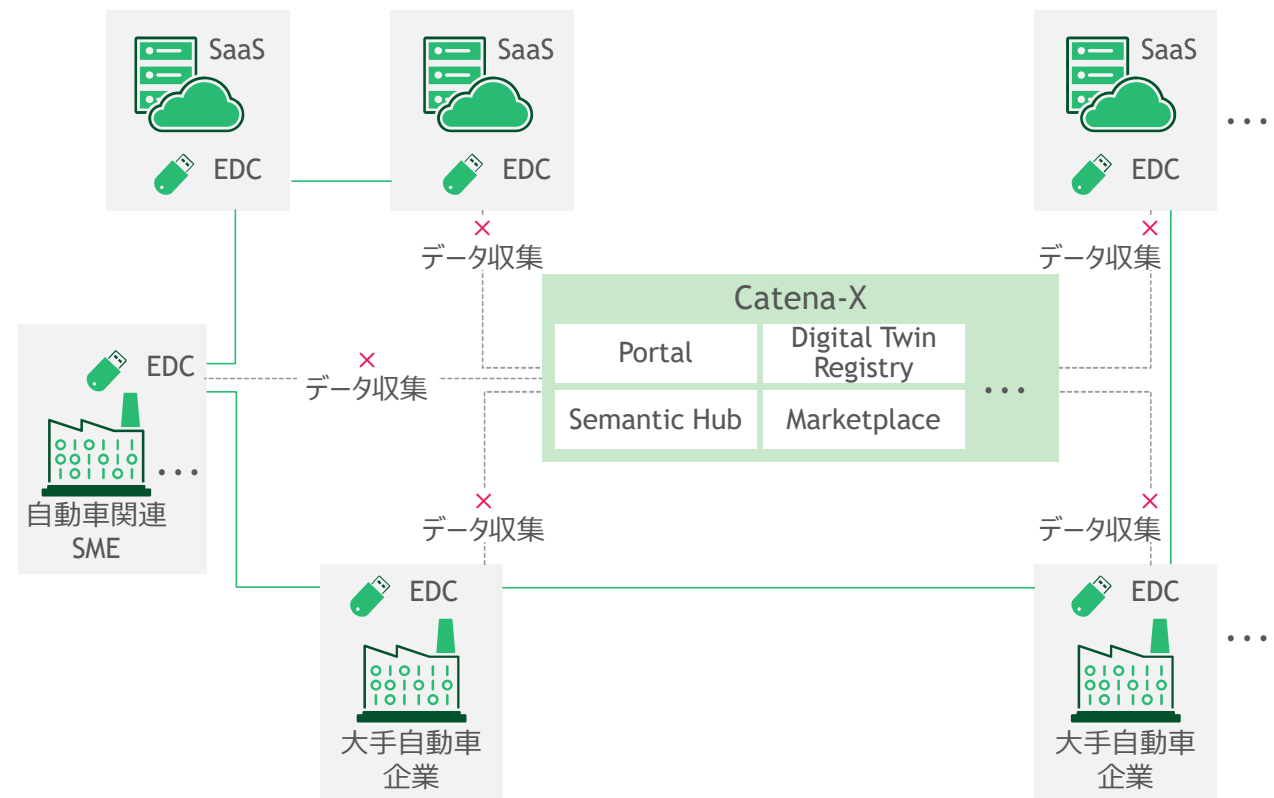 SaaS
EDC
SaaS
EDC
SaaS
EDC
...
データ収集
データ収集
Catena-X
Portal
Digital Twin
Registry
Semantic Hub
Marketplace
...
EDC
データ収集
...
自動車関連
SME
データ収集
データ収集
EDC
大手自動車
企業
EDC
大手自動車
企業
...